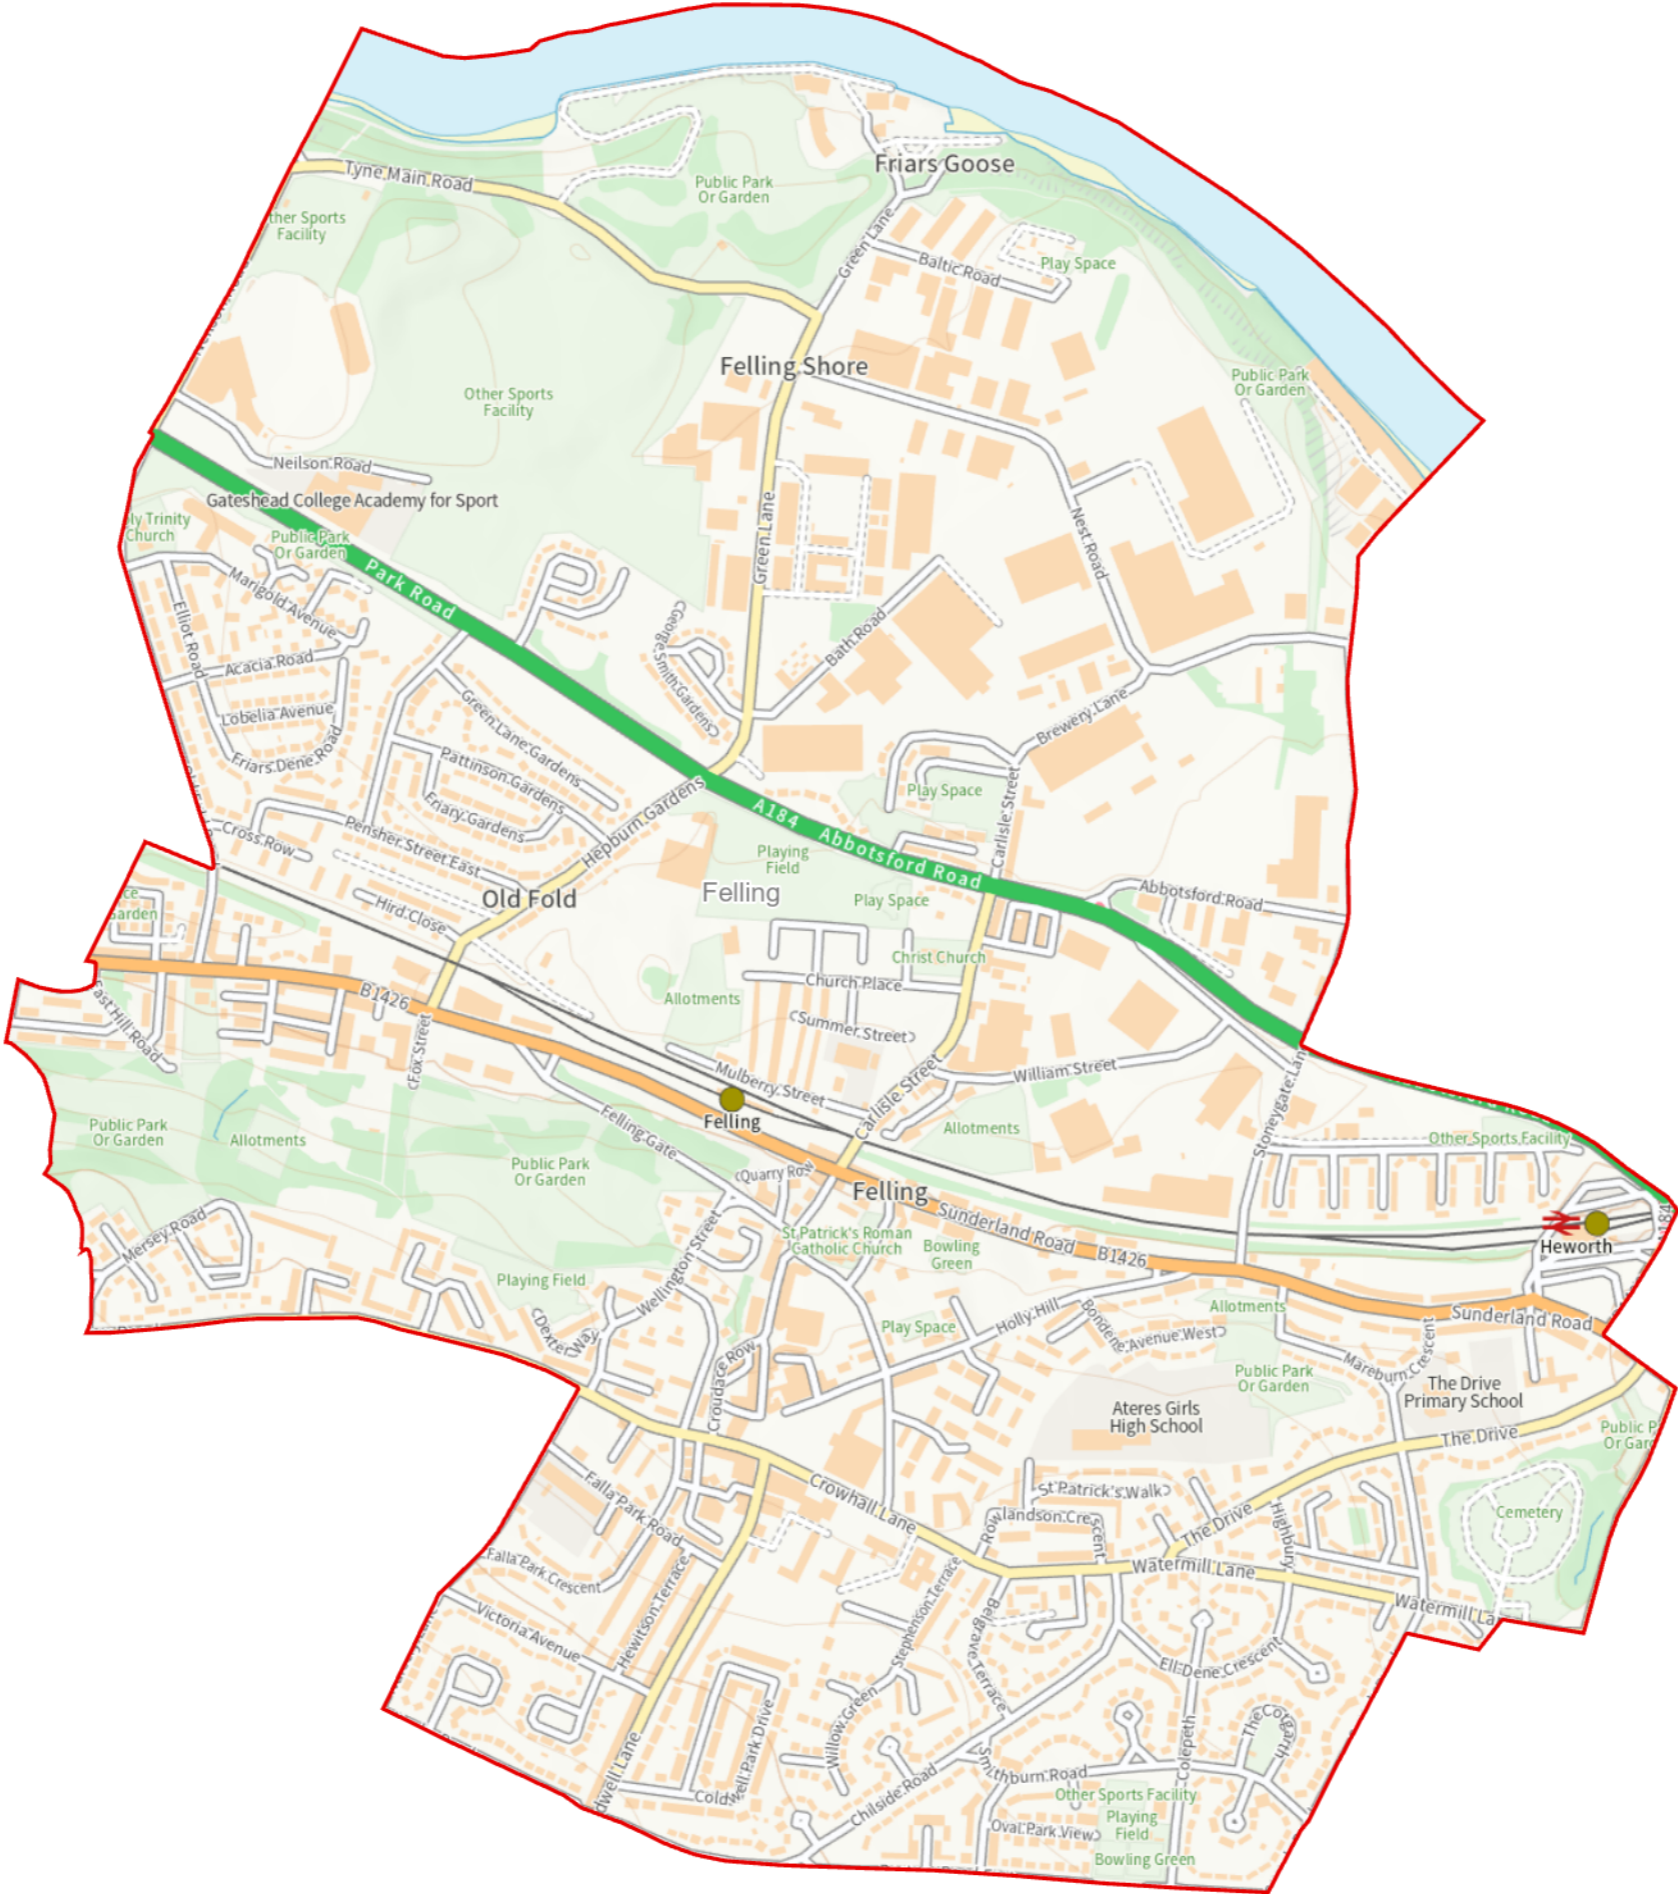 Friars Goose
Tyne Main Road
Public Park
Or Garden
Green Lane
Baltic Road
Play Space
ther Sports
Facility
Felling Shore
Public Park
Or Garden
Other Sports
Facility
Neilson Road
Gateshead College Academy for Sport
ly Trinity
Church
Public Park
Or Garden
Park Road
Green Lane
Nest Road
Marigold Avenue
Elliot Road
Acacia Road
George Smith Gardens
Bath Road
Lobelia Avenue
Friars Dene Road
Green Lane Gardens
Pattinson Gardens
Friary Gardens
Brewery Lane
Play Space
Carlisle Street
Hepburn Gardens
A184
Abbotsford Road
Cross Row
Pensher Street East
Playing
Field
Felling
Play Space
Abbotsford Road
Old Fold
Hird Close
ce
Garden
Christ Church
Church Place
Allotments
Summer Street
B1426
East Hill Road
Fox Street
Mulberry Street
Carlisle Street
William Street
Stoneygate Lan
Felling
Felling Gate
Allotments
Public Park
Or Garden
Allotments
Public Park
Or Garden
Quarry Row
Felling
Other Sports Facility
Sunderland Road
B1426
Heworth
A184
Mersey Road
St Patrick's Roman
Catholic Church
Bowling
Green
Wellington Street
Playing Field
Dexter Way
Holly Hill
Play Space
Bondene Avenue West
Allotments
Sunderland Road
Mareburn Crescent
Public Park
Or Garden
Croudace Row
The Drive
Primary School
Ateres Girls
High School
The Drive
Public P
Or Gard
Crowhall Lane
Falla Park Road
St Patrick's Walk
landson Crescent
Row
The Drive
Highbury
Cemetery
Falla Park Crescent
Watermill Lane
Watermill La
Victoria Avenue
Hewitson Terrace
Stephenson Terrace
Belgrave Terrace
Ell Dene Crescent
Willow Green
Colepeth
The Cotgarth
dwell Lane
Coldwell Park Drive
Chilside Road
Smithburn Road
Other Sports Facility
Playing
Field
Oval Park View
Bowling Green